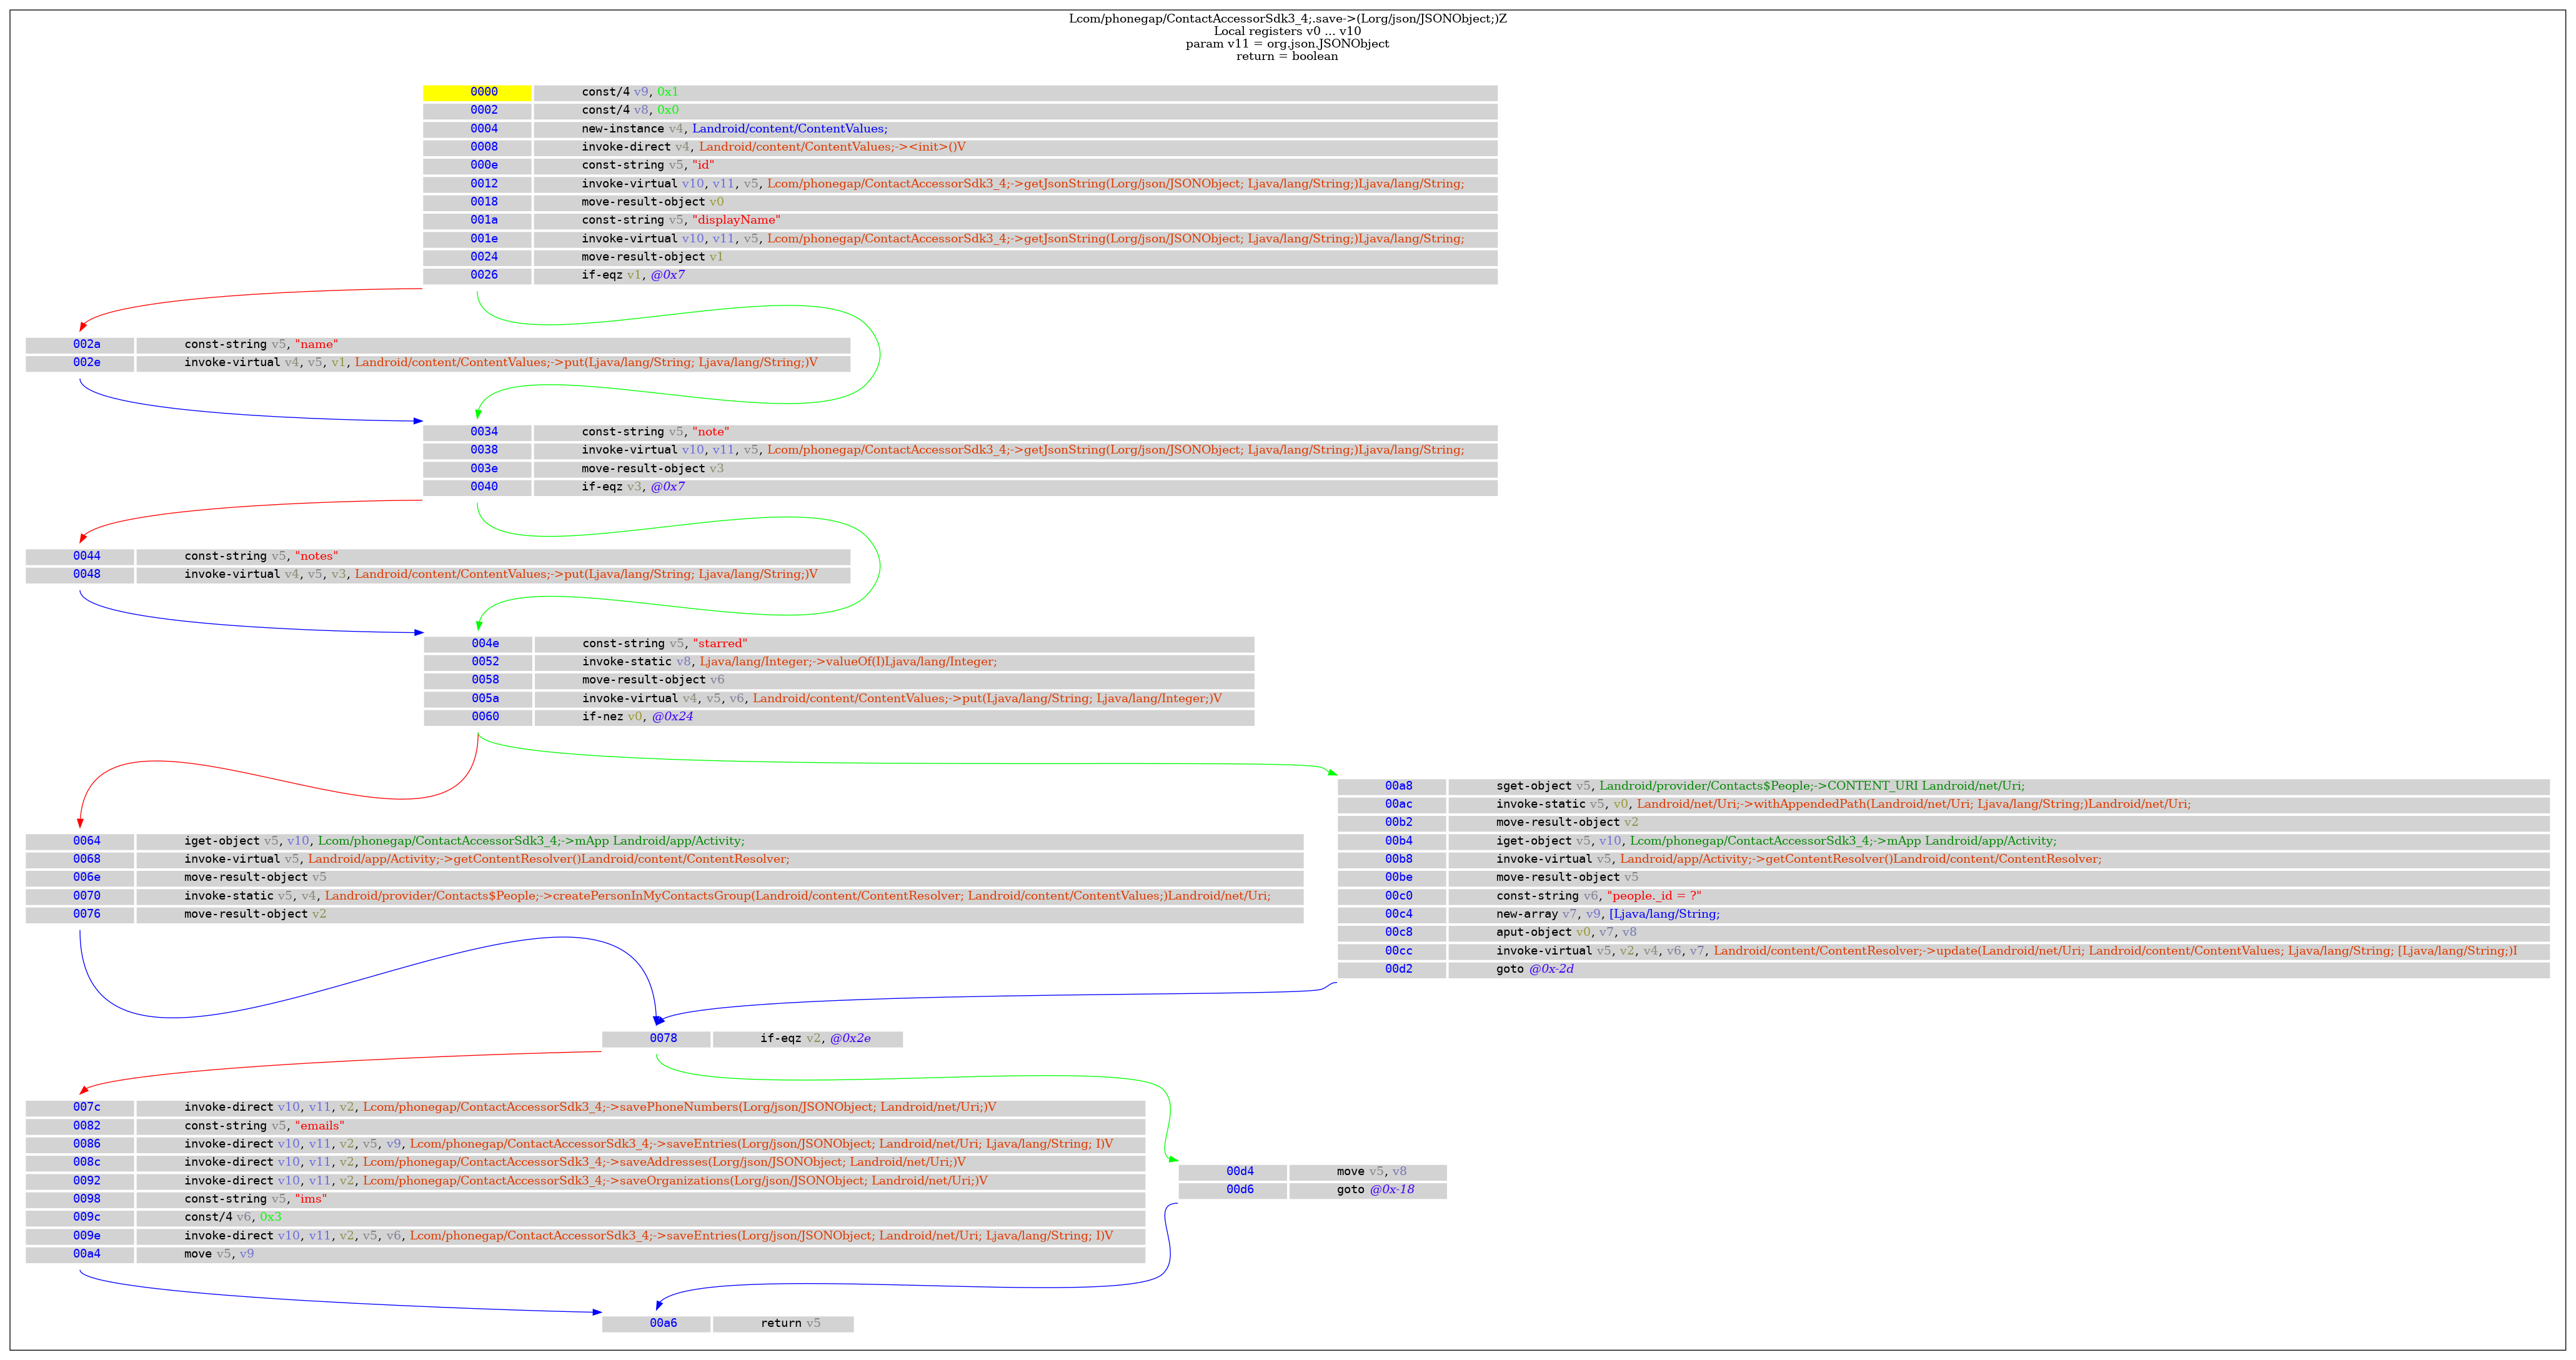 Lcom/phonegap/ContactAccessorSdk3_4;.save->(Lorg/json/JSONObject;)Z
Local registers v0 ... v10
param v11 = org.json.JSONObject
return = boolean
0000 const/4 v9, 0x1
0002 const/4 v8, 0x0
0004 new-instance v4, Landroid/content/ContentValues;
0008 invoke-direct v4, Landroid/content/ContentValues;-><init>()V
000e const-string v5, "id"
0012 invoke-virtual v10, v11, v5, Lcom/phonegap/ContactAccessorSdk3_4;->getJsonString(Lorg/json/JSONObject; Ljava/lang/String;)Ljava/lang/String;
0018 move-result-object v0
001a const-string v5, "displayName"
001e invoke-virtual v10, v11, v5, Lcom/phonegap/ContactAccessorSdk3_4;->getJsonString(Lorg/json/JSONObject; Ljava/lang/String;)Ljava/lang/String;
0024 move-result-object v1
0026 if-eqz v1, @0x7
002a const-string v5, "name"
002e invoke-virtual v4, v5, v1, Landroid/content/ContentValues;->put(Ljava/lang/String; Ljava/lang/String;)V
0034 const-string v5, "note"
0038 invoke-virtual v10, v11, v5, Lcom/phonegap/ContactAccessorSdk3_4;->getJsonString(Lorg/json/JSONObject; Ljava/lang/String;)Ljava/lang/String;
003e move-result-object v3
0040 if-eqz v3, @0x7
0044 const-string v5, "notes"
0048 invoke-virtual v4, v5, v3, Landroid/content/ContentValues;->put(Ljava/lang/String; Ljava/lang/String;)V
004e const-string v5, "starred"
0052 invoke-static v8, Ljava/lang/Integer;->valueOf(I)Ljava/lang/Integer;
0058 move-result-object v6
005a invoke-virtual v4, v5, v6, Landroid/content/ContentValues;->put(Ljava/lang/String; Ljava/lang/Integer;)V
0060 if-nez v0, @0x24
00a8 sget-object v5, Landroid/provider/Contacts$People;->CONTENT_URI Landroid/net/Uri;
00ac invoke-static v5, v0, Landroid/net/Uri;->withAppendedPath(Landroid/net/Uri; Ljava/lang/String;)Landroid/net/Uri;
00b2 move-result-object v2
00b4 iget-object v5, v10, Lcom/phonegap/ContactAccessorSdk3_4;->mApp Landroid/app/Activity;
00b8 invoke-virtual v5, Landroid/app/Activity;->getContentResolver()Landroid/content/ContentResolver;
00be move-result-object v5
00c0 const-string v6, "people._id = ?"
00c4 new-array v7, v9, [Ljava/lang/String;
00c8 aput-object v0, v7, v8
00cc invoke-virtual v5, v2, v4, v6, v7, Landroid/content/ContentResolver;->update(Landroid/net/Uri; Landroid/content/ContentValues; Ljava/lang/String; [Ljava/lang/String;)I
00d2 goto @0x-2d
0064 iget-object v5, v10, Lcom/phonegap/ContactAccessorSdk3_4;->mApp Landroid/app/Activity;
0068 invoke-virtual v5, Landroid/app/Activity;->getContentResolver()Landroid/content/ContentResolver;
006e move-result-object v5
0070 invoke-static v5, v4, Landroid/provider/Contacts$People;->createPersonInMyContactsGroup(Landroid/content/ContentResolver; Landroid/content/ContentValues;)Landroid/net/Uri;
0076 move-result-object v2
0078 if-eqz v2, @0x2e
007c invoke-direct v10, v11, v2, Lcom/phonegap/ContactAccessorSdk3_4;->savePhoneNumbers(Lorg/json/JSONObject; Landroid/net/Uri;)V
0082 const-string v5, "emails"
0086 invoke-direct v10, v11, v2, v5, v9, Lcom/phonegap/ContactAccessorSdk3_4;->saveEntries(Lorg/json/JSONObject; Landroid/net/Uri; Ljava/lang/String; I)V
008c invoke-direct v10, v11, v2, Lcom/phonegap/ContactAccessorSdk3_4;->saveAddresses(Lorg/json/JSONObject; Landroid/net/Uri;)V
0092 invoke-direct v10, v11, v2, Lcom/phonegap/ContactAccessorSdk3_4;->saveOrganizations(Lorg/json/JSONObject; Landroid/net/Uri;)V
0098 const-string v5, "ims"
009c const/4 v6, 0x3
009e invoke-direct v10, v11, v2, v5, v6, Lcom/phonegap/ContactAccessorSdk3_4;->saveEntries(Lorg/json/JSONObject; Landroid/net/Uri; Ljava/lang/String; I)V
00a4 move v5, v9
00d4 move v5, v8
00d6 goto @0x-18
00a6 return v5